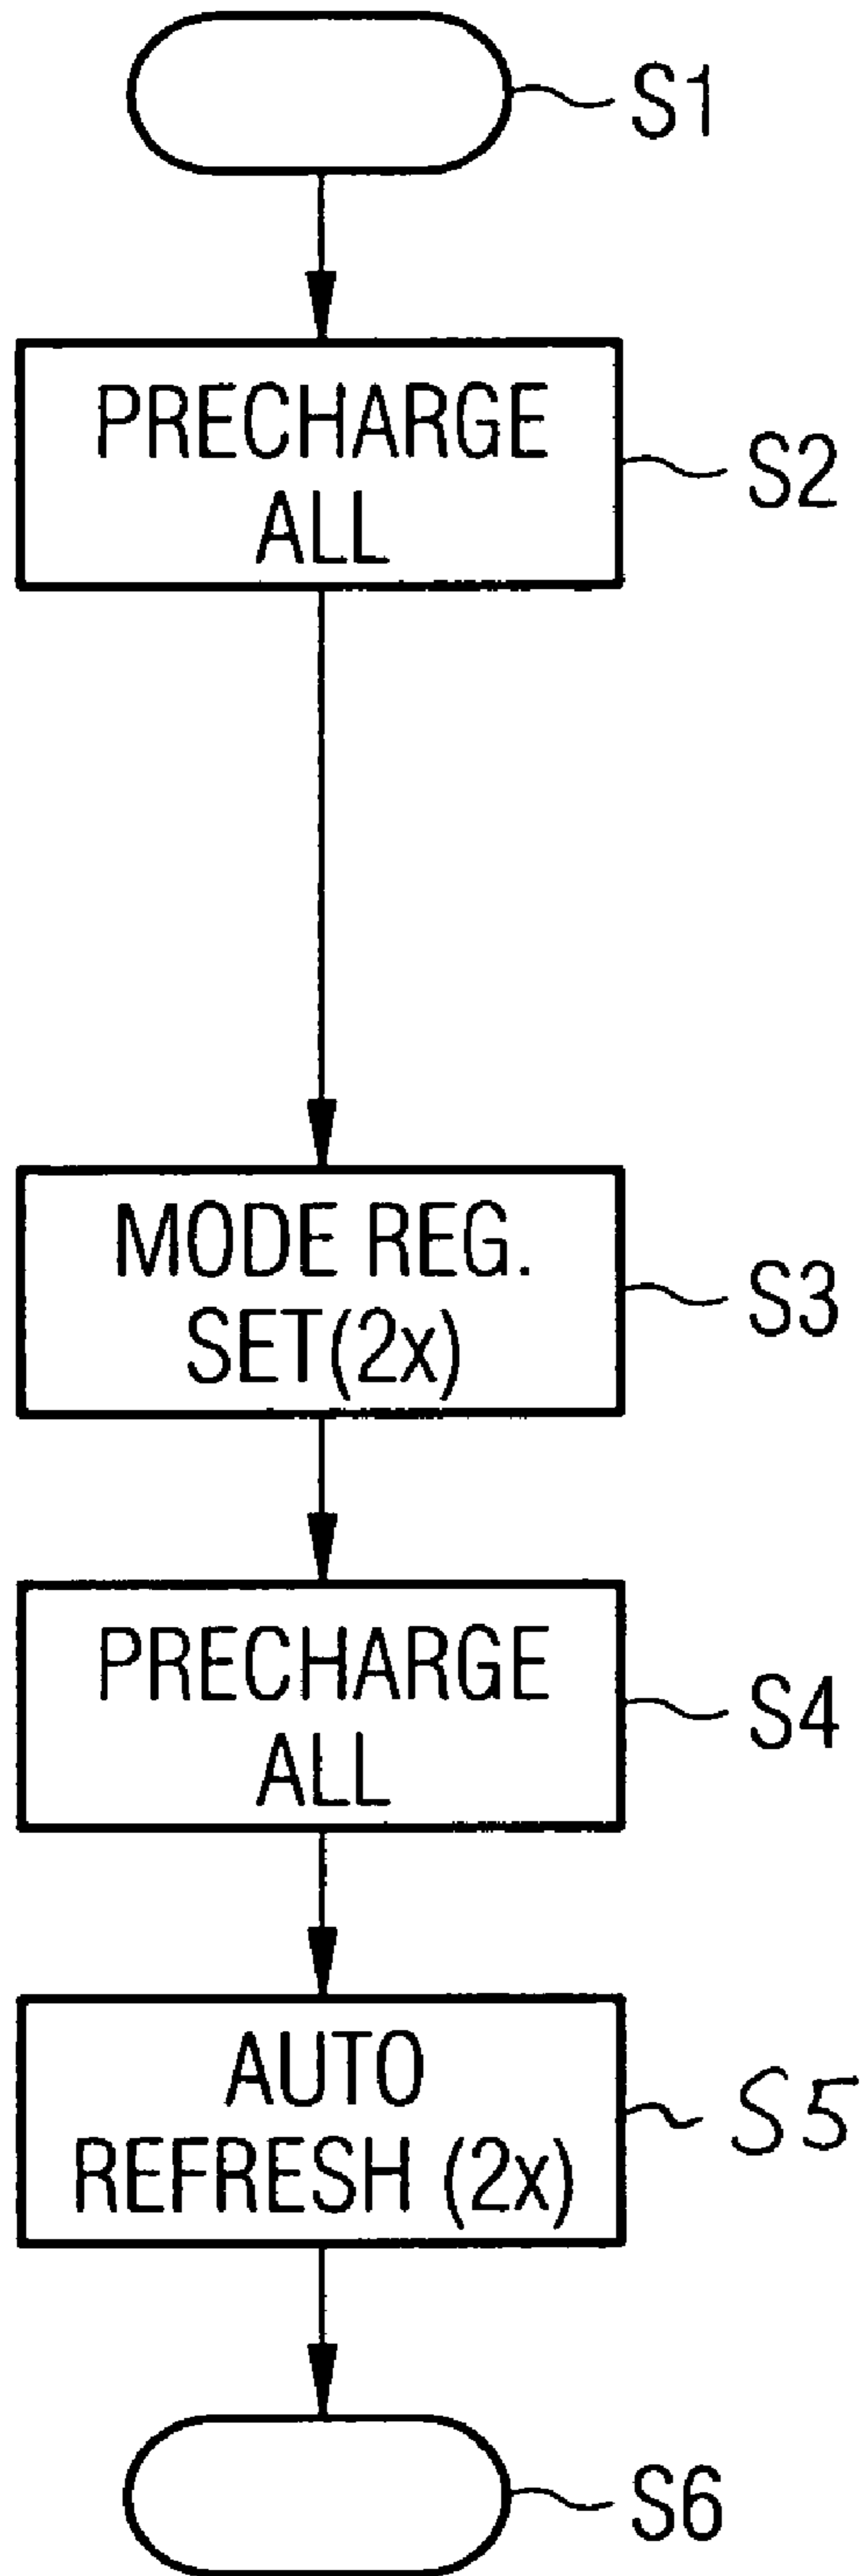 S1
PRECHARGE
ALL
S2
MODE REG.
SET(2x)
S3
PRECHARGE
ALL
S4
AUTO
REFRESH (2x)
S5
S6